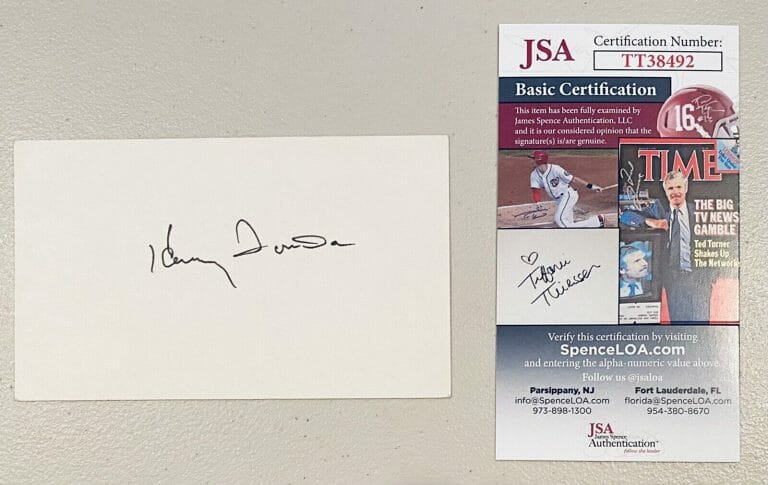 Henry Fonda
JSA
Certification Number:
TT38492
Basic Certification
This item has been fully examined by
James Spence Authentication, LLC
and it is our considered opinion that the
signature(s) is/are genuine.
16
TIME
THE BIG
TV NEWS
GAMBLE
Ted Turner
Shakes Up
The Network
Tiffani
Thiessen
Verify this certification by visiting
SpenceLOA.com
and entering the alpha-numeric value above.
Follow us @jsaloa
Parsippany, NJ
info@SpenceLOA.com
973-898-1300
Fort Lauderdale, FL
florida@SpenceLOA.com
954-380-8670
JSA
James Spence
Authentication
follow the leader